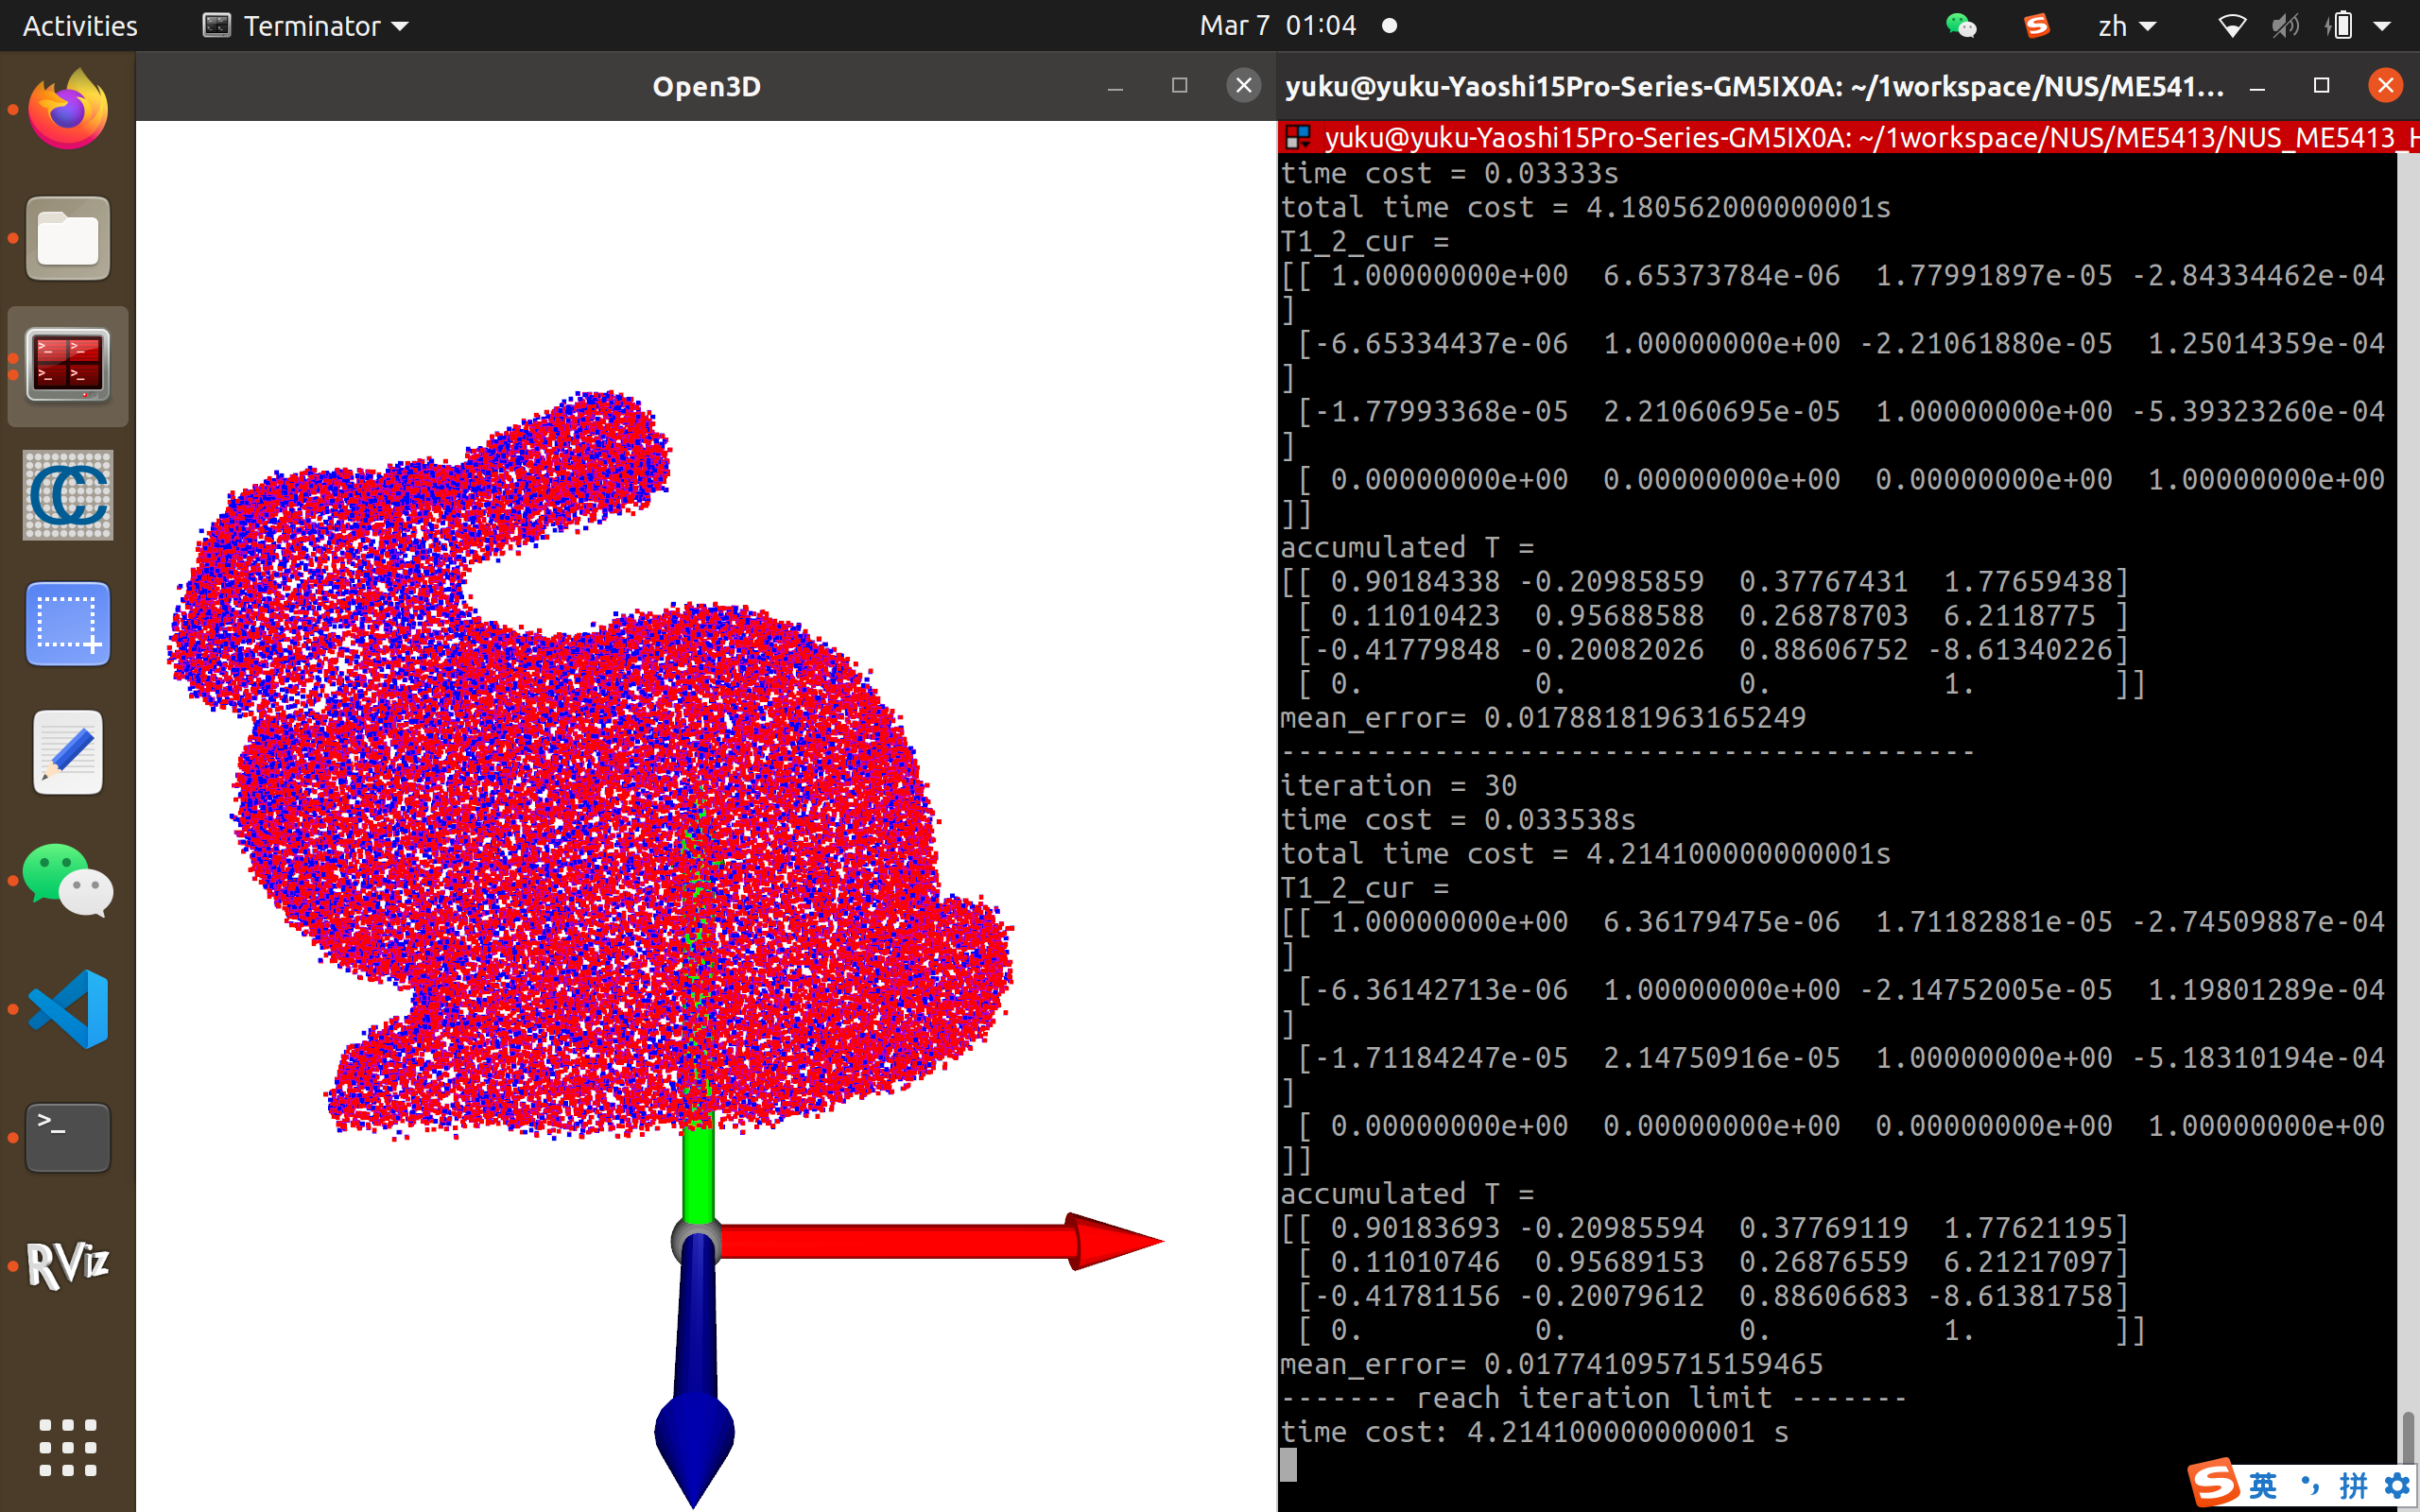 Activities
Terminator
Mar 7 01:04
zh
Open3D
yuku@yuku-Yaoshi15Pro-Series-GM5IX0A: ~/1workspace/NUS/ME541...
yuku@yuku-Yaoshi15Pro-Series-GM5IX0A: ~/1workspace/NUS/ME5413/NUS_ME5413_H
time cost = 0.03333s
total time cost = 4.180562000000001s
T1_2_cur =
[[ 1.00000000e+00  6.65373784e-06  1.77991897e-05 -2.84334462e-04
]
 [-6.65334437e-06  1.00000000e+00 -2.21061880e-05  1.25014359e-04
]
 [-1.77993368e-05  2.21060695e-05  1.00000000e+00 -5.39323260e-04
]
 [ 0.00000000e+00  0.00000000e+00  0.00000000e+00  1.00000000e+00
]]
accumulated T =
[[ 0.90184338 -0.20985859  0.37767431  1.77659438]
 [ 0.11010423  0.95688588  0.26878703  6.2118775 ]
 [-0.41779848 -0.20082026  0.88606752 -8.61340226]
 [ 0.          0.          0.          1.        ]]
mean_error= 0.01788181963165249
-----------------------------------------
iteration = 30
time cost = 0.033538s
total time cost = 4.214100000000001s
T1_2_cur =
[[ 1.00000000e+00  6.36179475e-06  1.71182881e-05 -2.74509887e-04
]
 [-6.36142713e-06  1.00000000e+00 -2.14752005e-05  1.19801289e-04
]
 [-1.71184247e-05  2.14750916e-05  1.00000000e+00 -5.18310194e-04
]
 [ 0.00000000e+00  0.00000000e+00  0.00000000e+00  1.00000000e+00
]]
accumulated T =
[[ 0.90183693 -0.20985594  0.37769119  1.77621195]
 [ 0.11010746  0.95689153  0.26876559  6.21217097]
 [-0.41781156 -0.20079612  0.88606683 -8.61381758]
 [ 0.          0.          0.          1.        ]]
mean_error= 0.017741095715159465
------- reach iteration limit -------
time cost: 4.214100000000001 s
CC
>_
RViz
S 英 拼